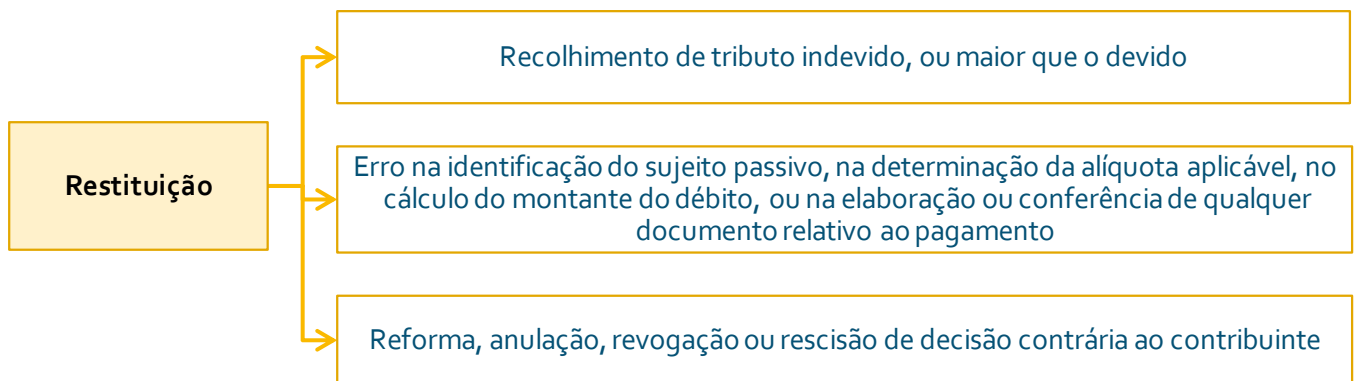 Recolhimento de tributo indevido, ou maior que o devido
Restituição
Erro na identificação do sujeito passivo, na determinação da alíquota aplicável, no
cálculo do montante do débito, ou na elaboração ou conferência de qualquer
documento relativo ao pagamento
Reforma, anulação, revogação ou rescisão de decisão contrária ao contribuinte